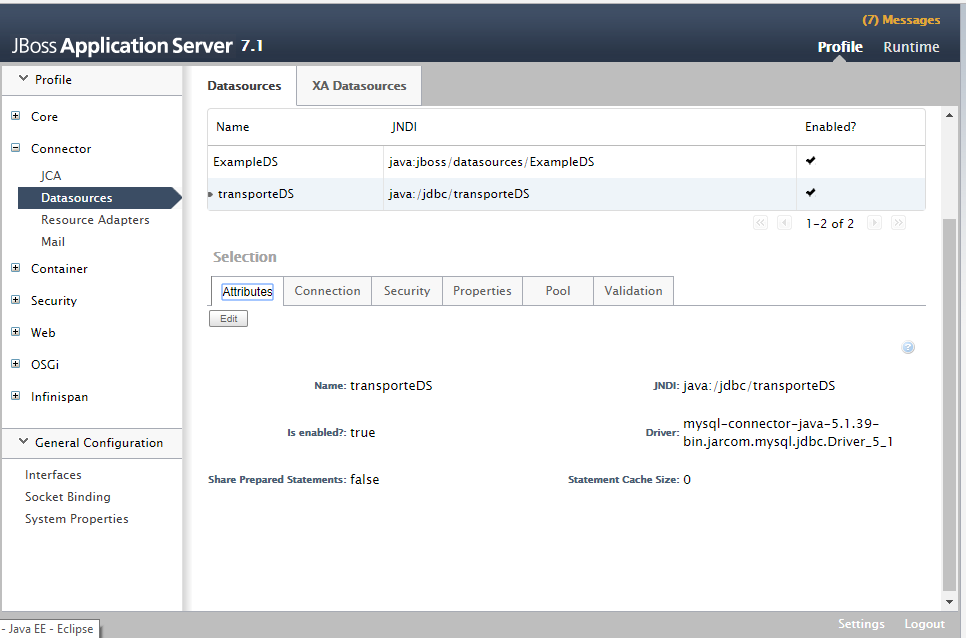 (7) Messages
JBoss Application Server 7.1
Profile Runtime
Profile
Core
Connector
JCA
Datasources
Resource Adapters
Mail
Container
Security
Web
OSGi
Infinispan
General Configuration
Interfaces
Socket Binding
System Properties
Datasources XA Datasources
Name JNDI Enabled?
ExampleDS java:jboss/datasources/ExampleDS ✔
transporteDS java:/jdbc/transporteDS ✔
1-2 of 2
Selection
Attributes Connection Security Properties Pool Validation
Edit
Name: transporteDS JNDI: java:/jdbc/transporteDS
Is enabled?: true Driver: mysql-connector-java-5.1.39-
bin.jarcom.mysql.jdbc.Driver_5_1
Share Prepared Statements: false Statement Cache Size: 0
Settings Logout
- Java EE - Eclipse